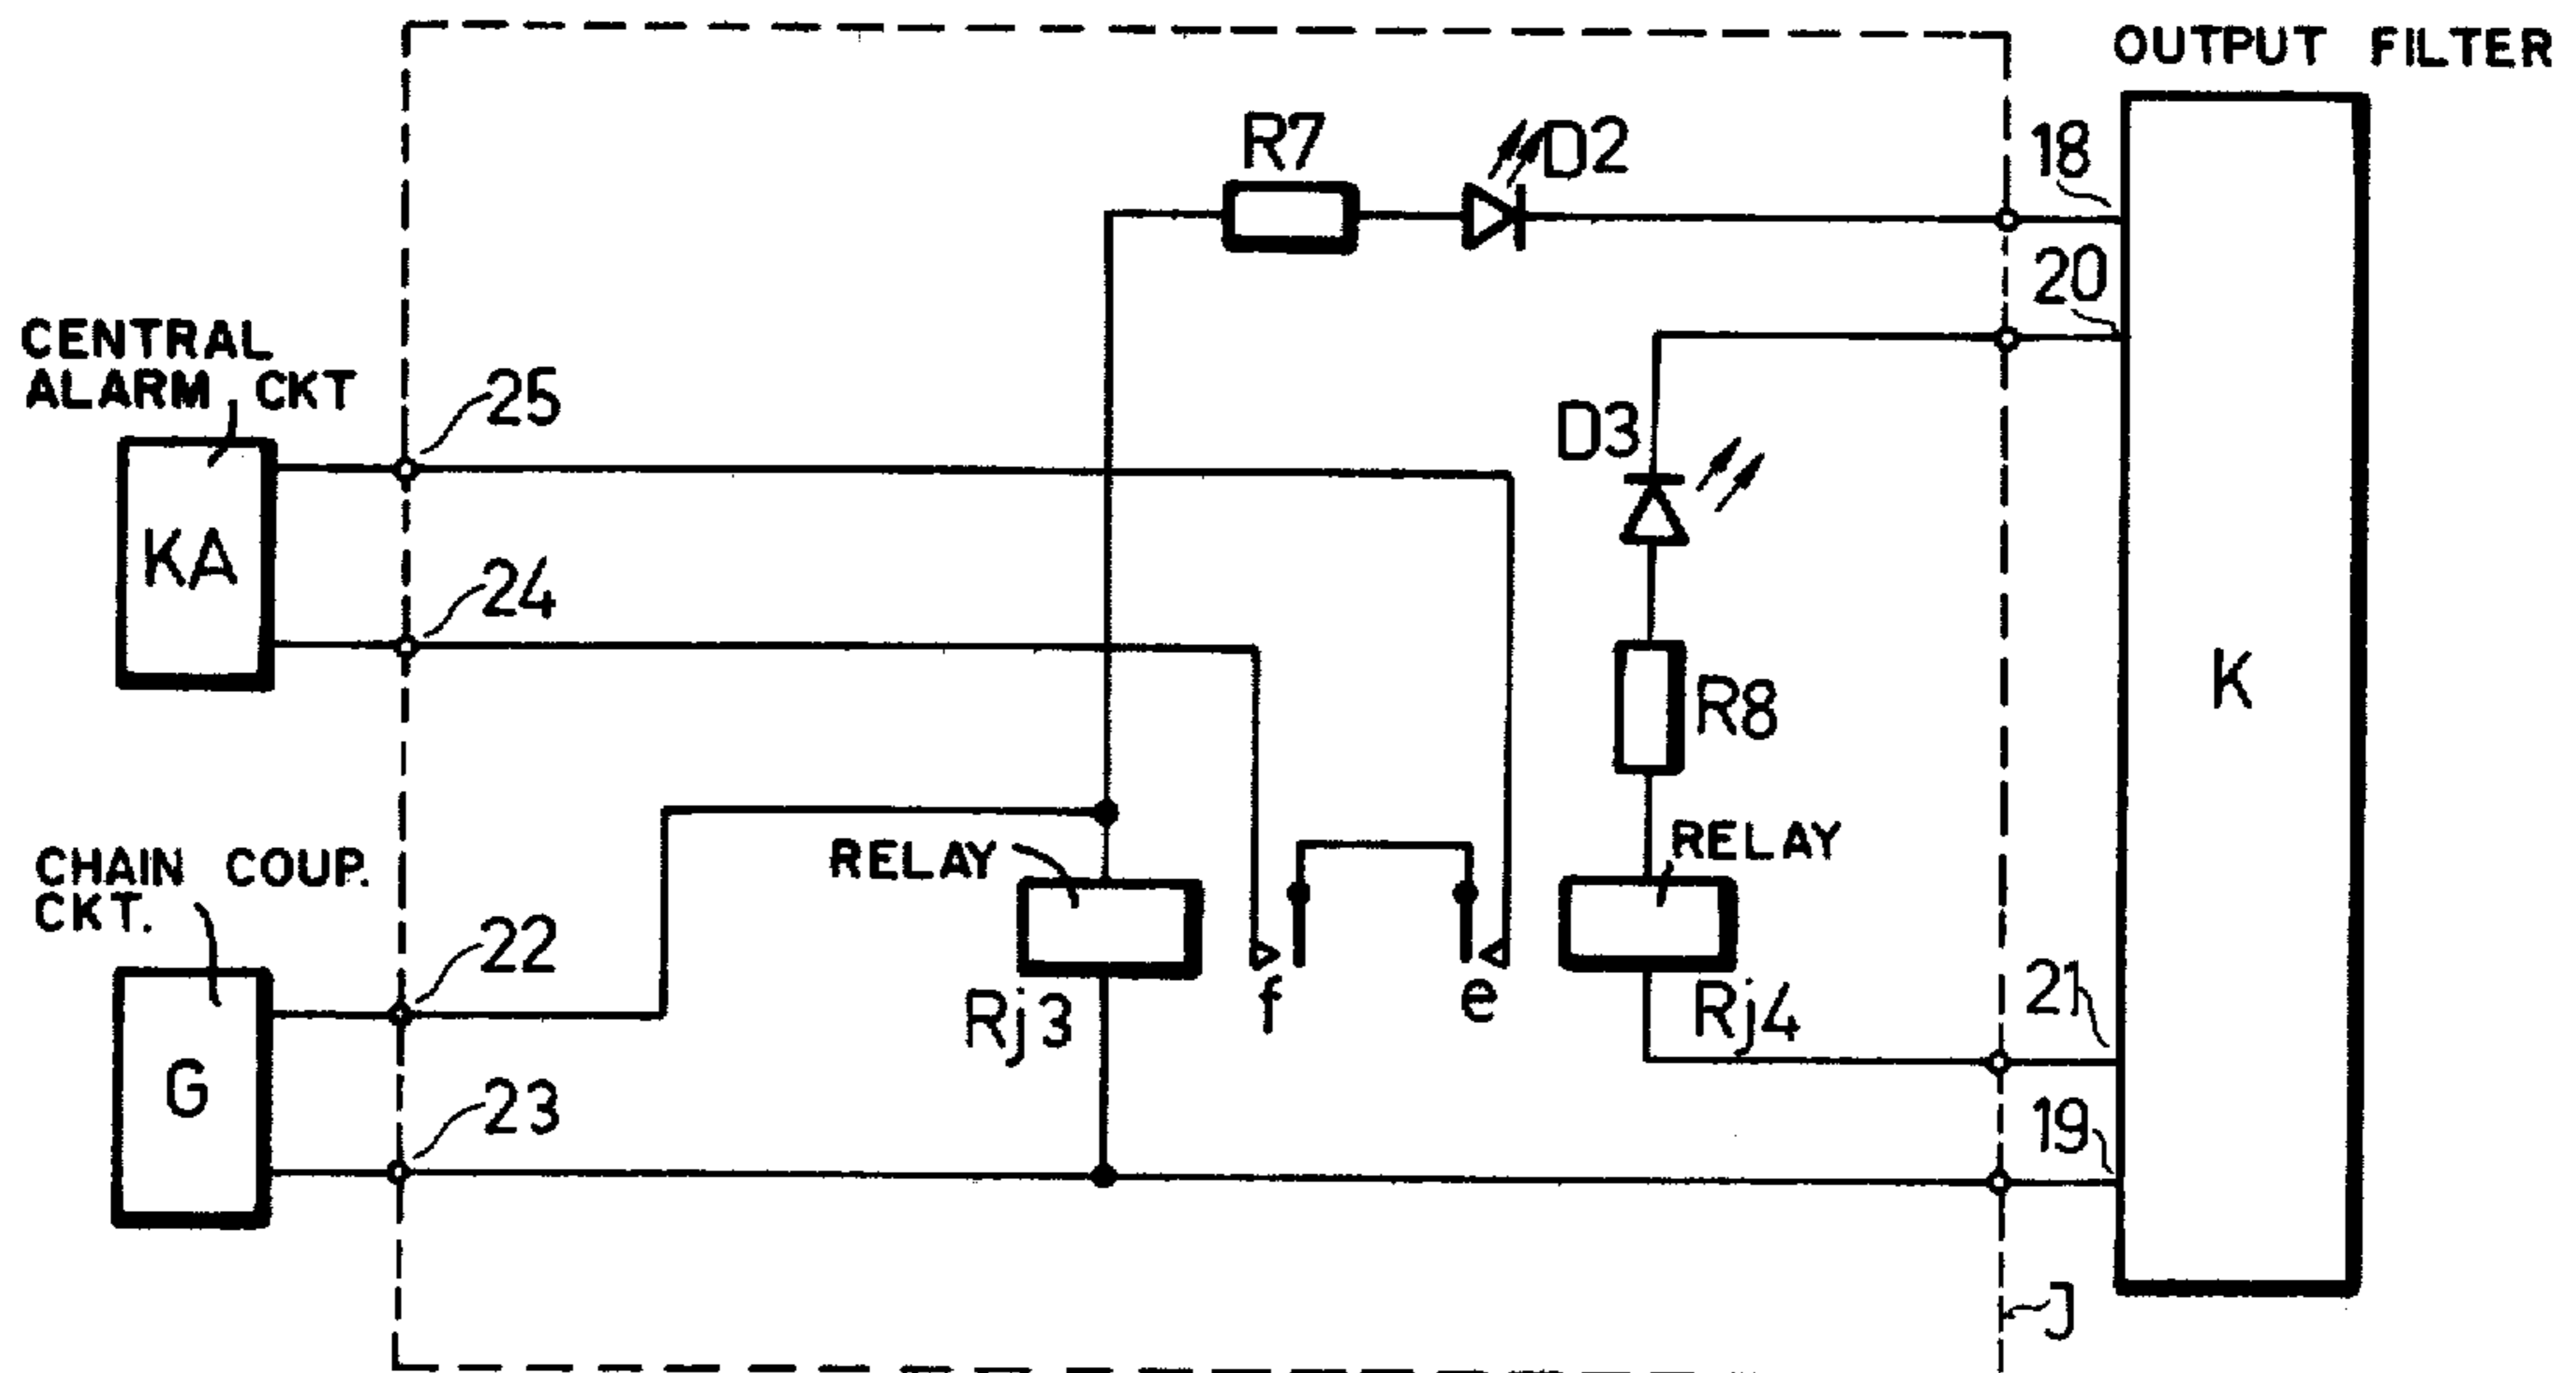 OUTPUT FILTER
R7
D2
18
20
CENTRAL
ALARM CKT
25
D3
KA
24
R8
K
RELAY
RELAY
CHAIN COUP.
CKT.
22
Rj3
f
e
Rj4
21
G
23
19
J